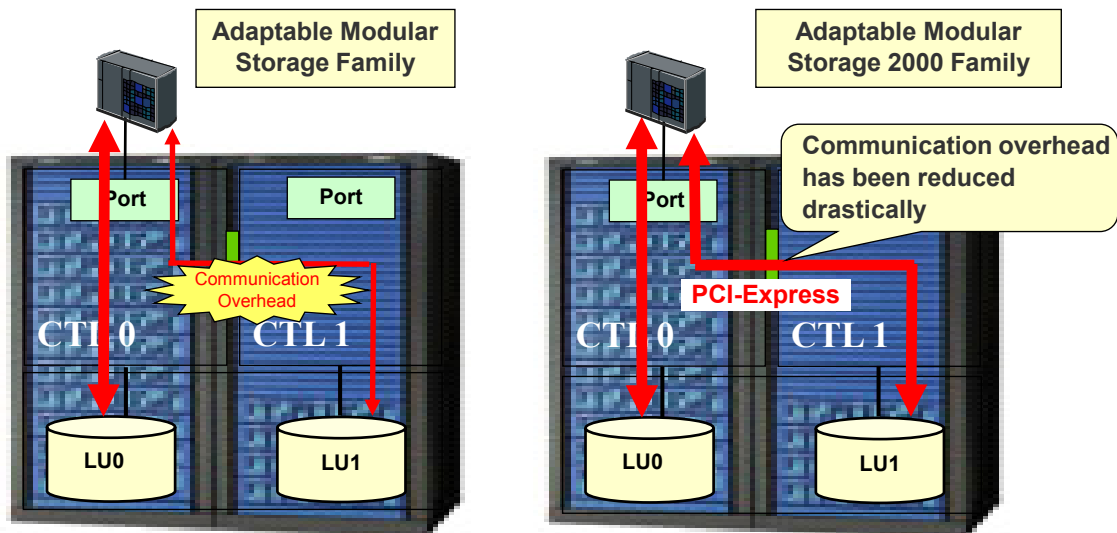 Adaptable Modular
Storage Family
Port
Port
Communication
Overhead
CTL 0
CTL 1
LU0
LU1
Adaptable Modular
Storage 2000 Family
Communication overhead
has been reduced
drastically
Port
PCI-Express
CTL 0
CTL 1
LU0
LU1